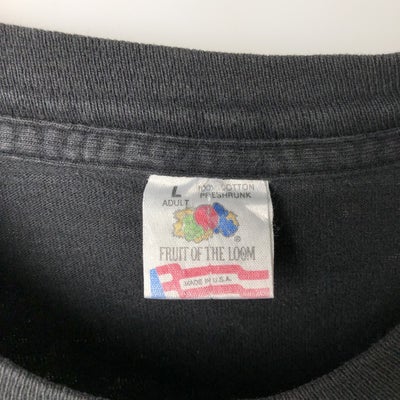 L 100% COTTON
ADULT PRESHRUNK
®
FRUIT OF THE LOOM
MADE IN U.S.A.